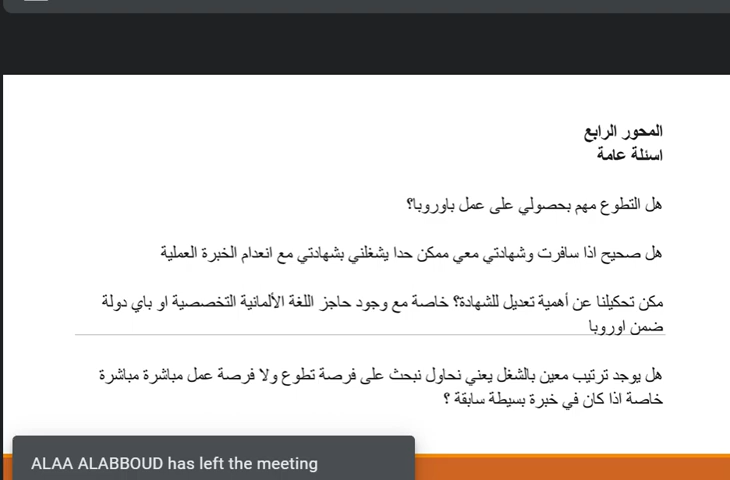 المحور الرابع
اسئلة عامة
هل التطوع مهم بحصولي على عمل باوروبا؟
هل صحيح اذا سافرت وشهادتي معي ممكن حدا يشغلني بشهادتي مع انعدام الخبرة العملية
مكن تحكيلنا عن أهمية تعديل للشهادة؟ خاصة مع وجود حاجز اللغة الألمانية التخصصية او باي دولة
ضمن اوروبا
هل يوجد ترتيب معين بالشغل يعني نحاول نبحث على فرصة تطوع ولا فرصة عمل مباشرة مباشرة
خاصة اذا كان في خبرة بسيطة سابقة ؟
ALAA ALABBOUD has left the meeting